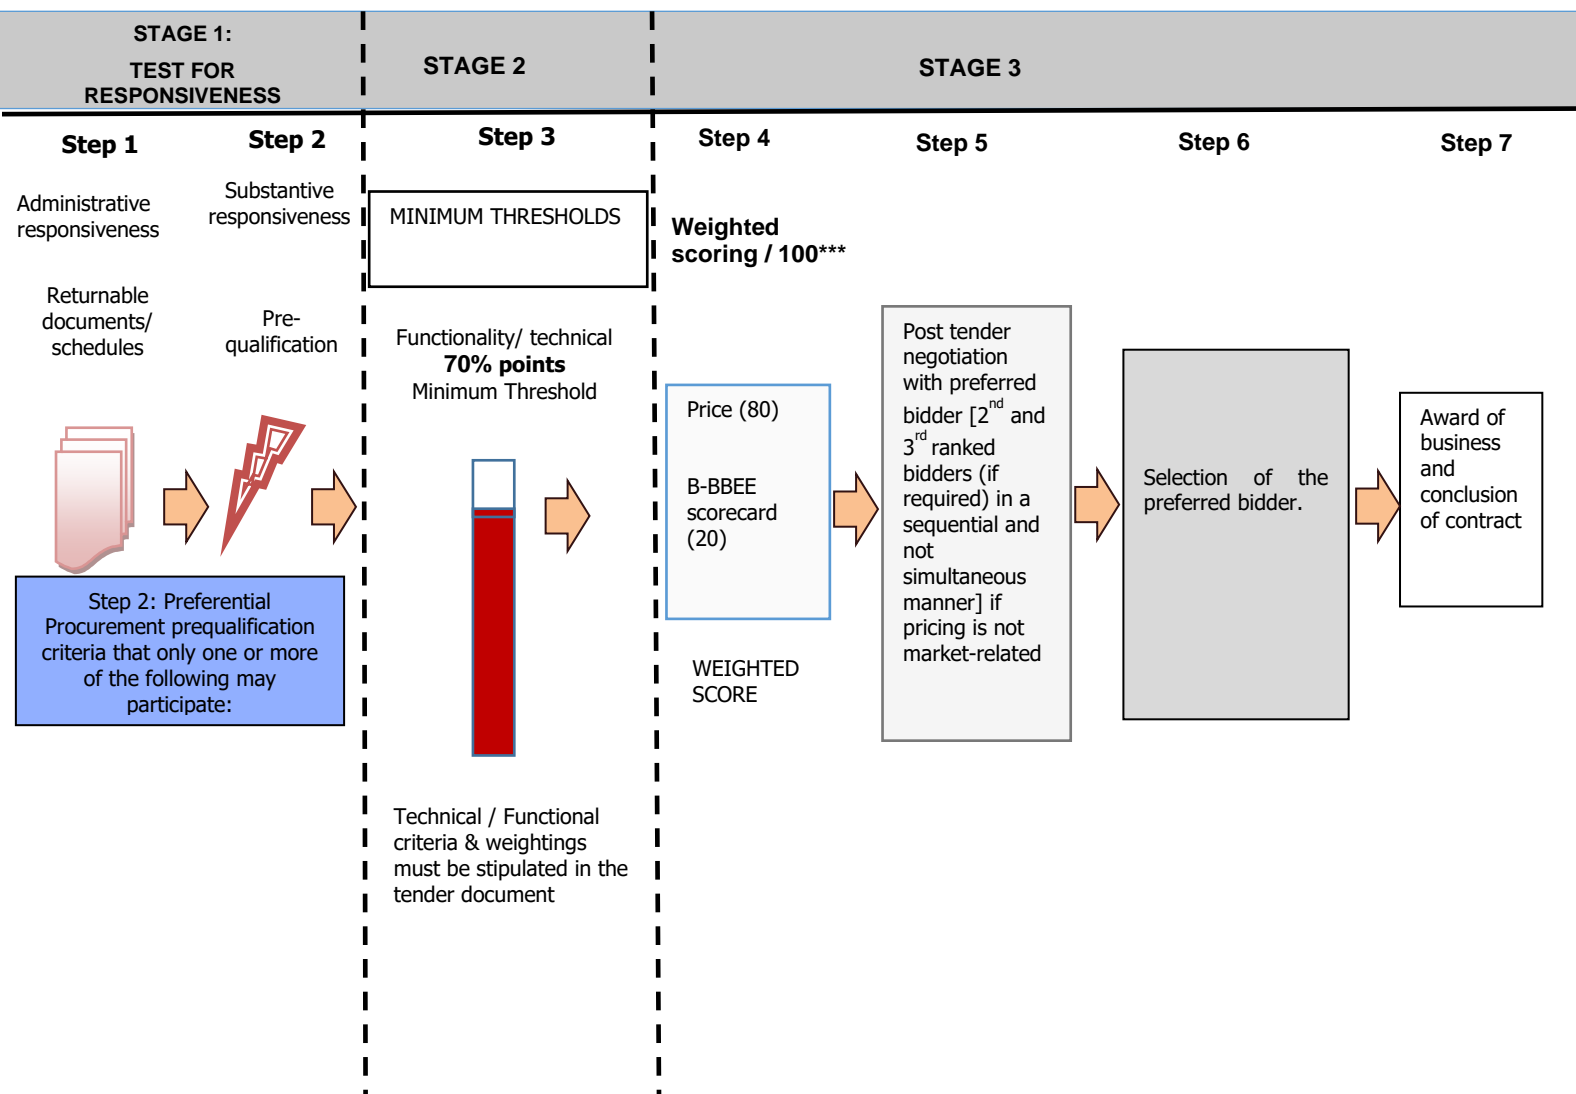 STAGE 1:
TEST FOR
RESPONSIVENESS
STAGE 2
STAGE 3
Step 1
Step 2
Step 3
Step 4
Step 5
Step 6
Step 7
Administrative
responsiveness
Returnable
documents/
schedules
Substantive
responsiveness
Pre-
qualification
Step 2: Preferential
Procurement prequalification
criteria that only one or more
of the following may
participate:
MINIMUM THRESHOLDS
Functionality/ technical
70% points
Minimum Threshold
Technical / Functional
criteria & weightings
must be stipulated in the
tender document
Weighted
scoring / 100***
Price (80)
B-BBEE
scorecard
(20)
WEIGHTED
SCORE
Post tender
negotiation
with preferred
bidder [2nd and
3rd ranked
bidders (if
required) in a
sequential and
not
simultaneous
manner] if
pricing is not
market-related
Selection of the
preferred bidder.
Award of
business
and
conclusion
of contract